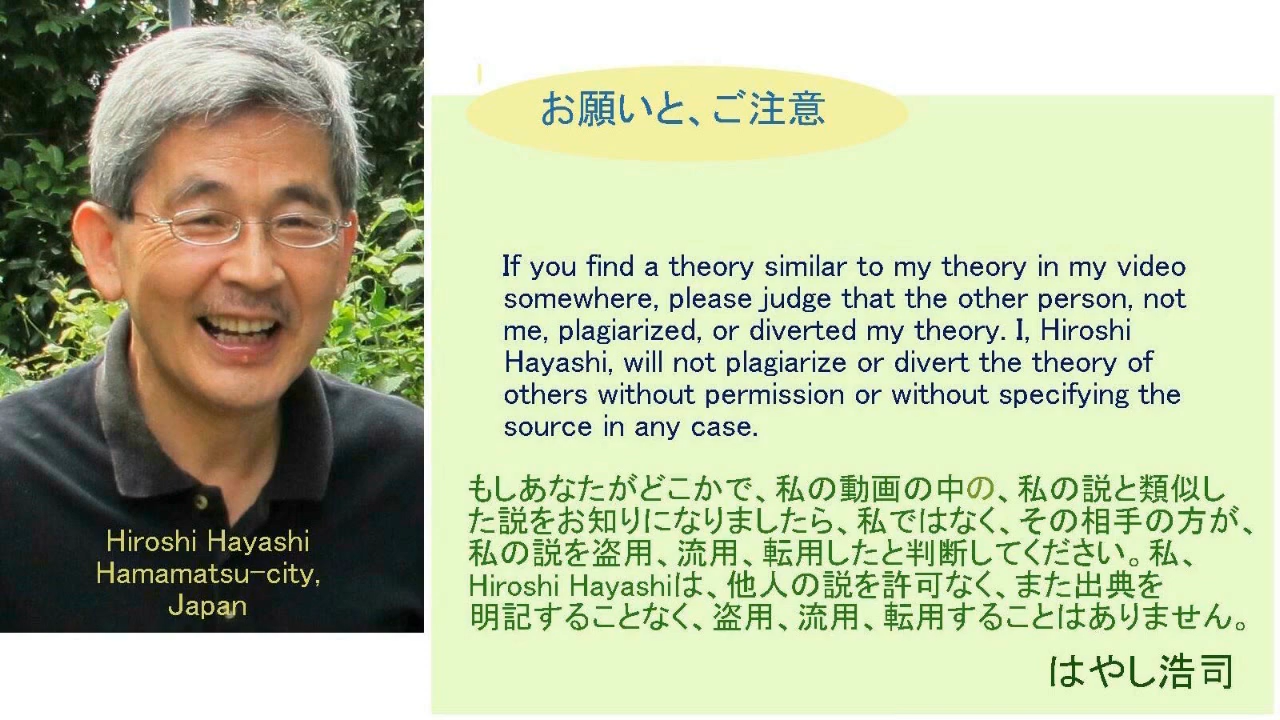 お願いと、ご注意
If you find a theory similar to my theory in my video
somewhere, please judge that the other person, not
me, plagiarized, or diverted my theory. I, Hiroshi
Hayashi, will not plagiarize or divert the theory of
others without permission or without specifying the
source in any case.
もしあなたがどこかで、私の動画の中の、私の説と類似し
た説をお知りになりましたら、私ではなく、その相手の方が、
私の説を盗用、流用、転用したと判断してください。私、
Hiroshi Hayashiは、他人の説を許可なく、また出典を
明記することなく、盗用、流用、転用することはありません。
はやし浩司
Hiroshi Hayashi
Hamamatsu-city,
Japan